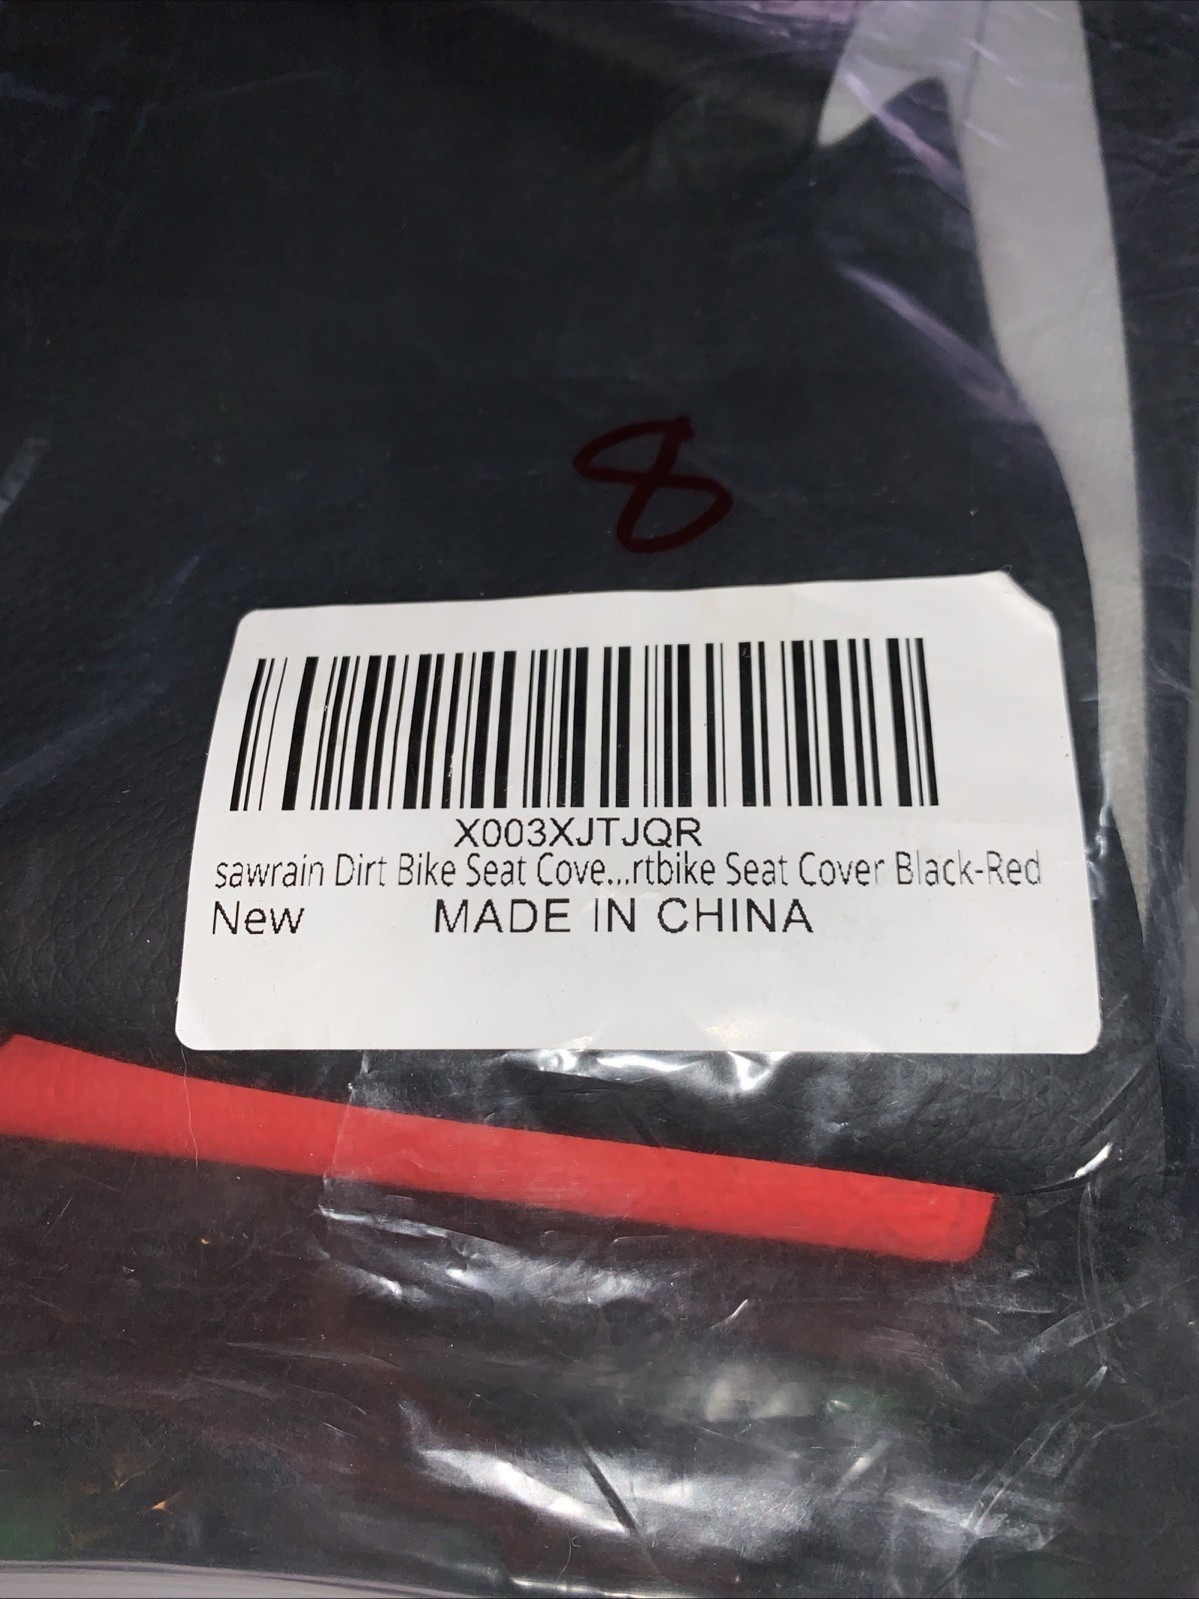 8
X003XJTJQR
sawrain Dirt Bike Seat Cove...rtbike Seat Cover Black-Red
New MADE IN CHINA